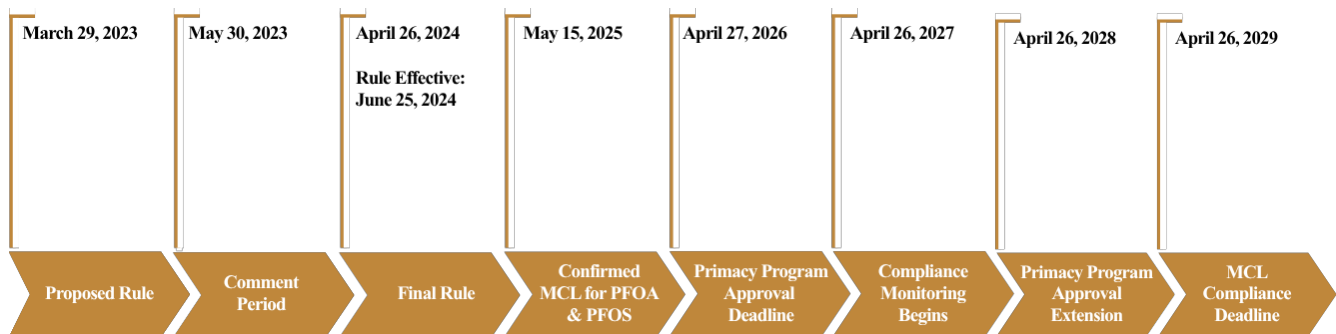 March 29, 2023
May 30, 2023
April 26, 2024
Rule Effective:
June 25, 2024
May 15, 2025
April 27, 2026
April 26, 2027
April 26, 2028
April 26, 2029
Proposed Rule
Comment
Period
Final Rule
Confirmed
MCL for PFOA
& PFOS
Primacy Program
Approval
Deadline
Compliance
Monitoring
Begins
Primacy Program
Approval
Extension
MCL
Compliance
Deadline